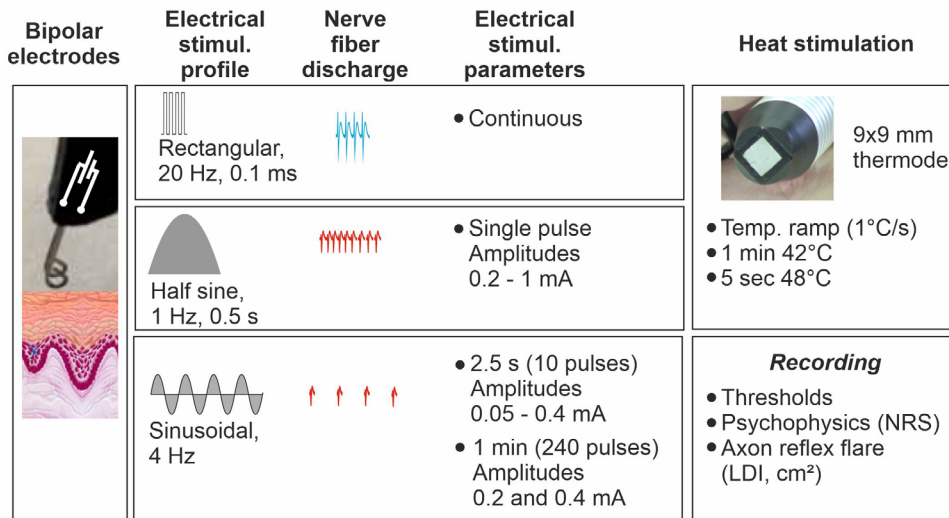 Bipolar
electrodes
Electrical
stimul.
profile
Nerve
fiber
discharge
Electrical
stimul.
parameters
Heat stimulation
Rectangular,
20 Hz, 0.1 ms
• Continuous
Half sine,
1 Hz, 0.5 s
• Single pulse
Amplitudes
0.2 - 1 mA
Sinusoidal,
4 Hz
• 2.5 s (10 pulses)
Amplitudes
0.05 - 0.4 mA
• 1 min (240 pulses)
Amplitudes
0.2 and 0.4 mA
9x9 mm
thermode
• Temp. ramp (1°C/s)
• 1 min 42°C
• 5 sec 48°C
Recording
• Thresholds
• Psychophysics (NRS)
• Axon reflex flare
(LDI, cm²)